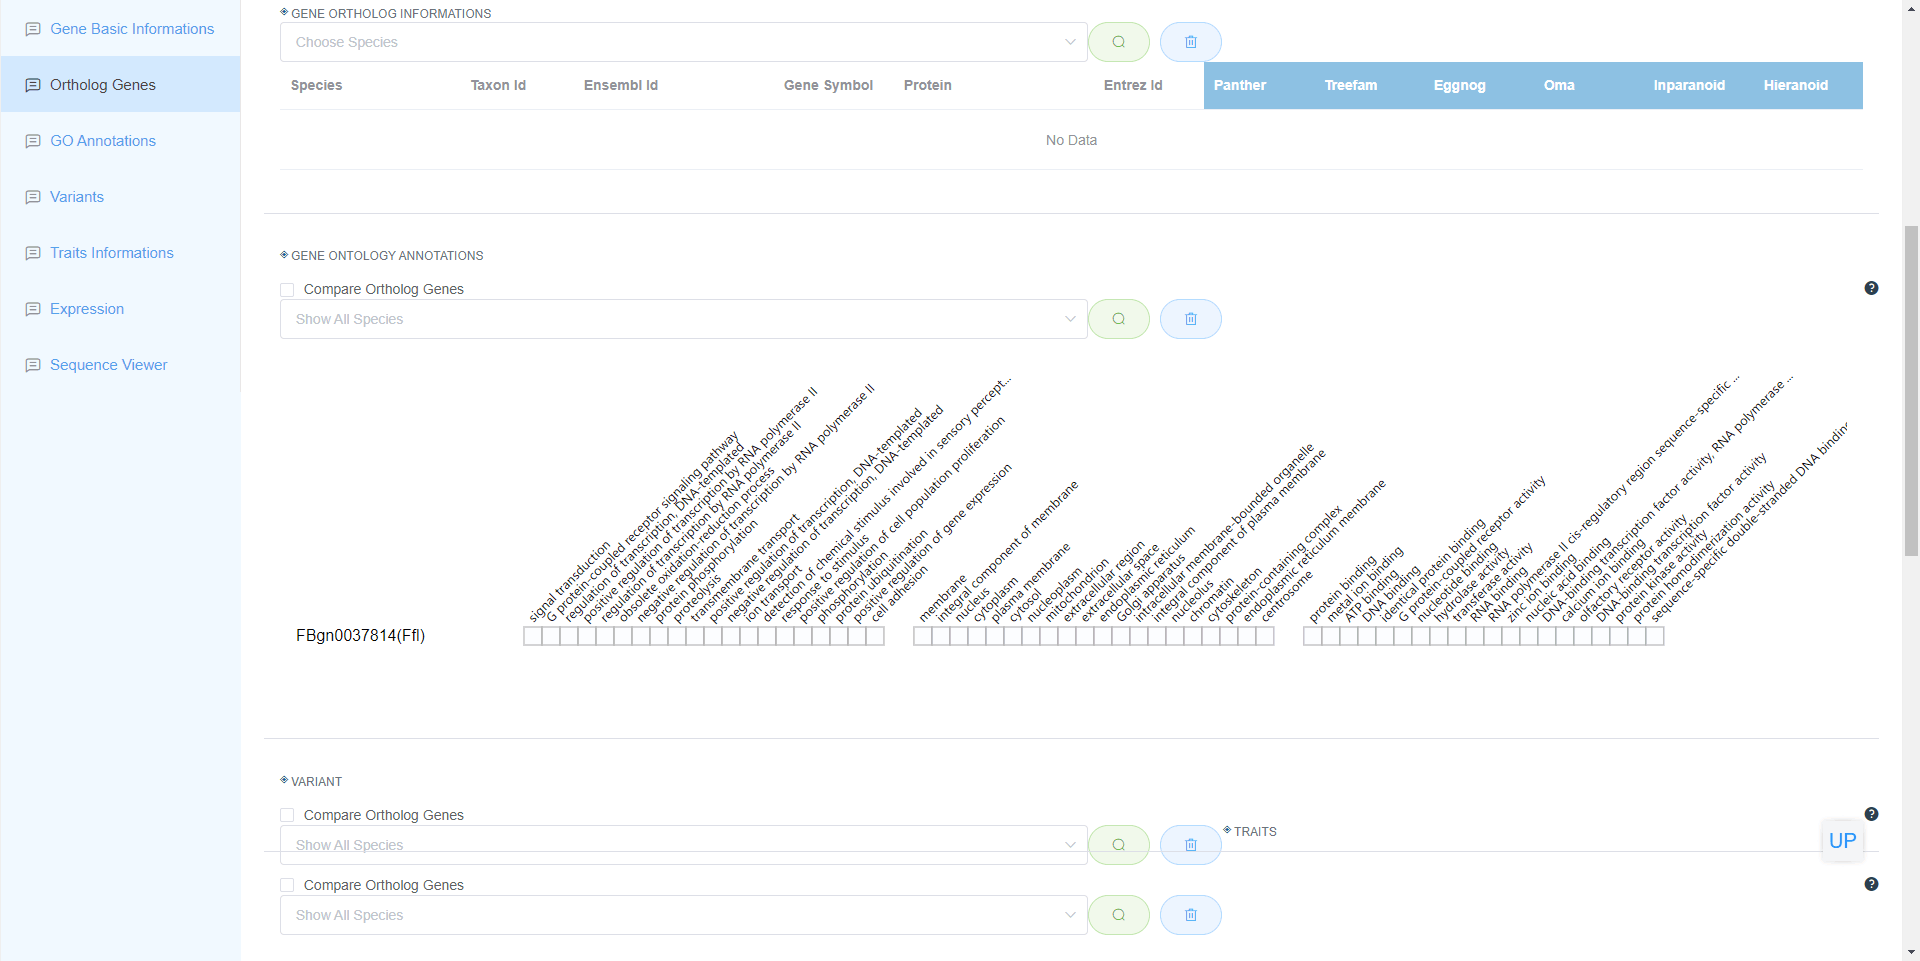 Gene Basic Informations
Ortholog Genes
GO Annotations
Variants
Traits Informations
Expression
Sequence Viewer
GENE ORTHOLOG INFORMATIONS
Choose Species
Species Taxon Id Ensembl Id Gene Symbol Protein Entrez Id Panther Treefam Eggnog Oma Inparanoid Hieranoid
No Data
GENE ONTOLOGY ANNOTATIONS
Compare Ortholog Genes
Show All Species
signal transduction
G protein-coupled receptor signaling pathway
regulation of transcription, DNA-templated
positive regulation of transcription by RNA polymerase II
regulation of transcription by RNA polymerase II
obsolete oxidation-reduction process
negative regulation of transcription by RNA polymerase II
protein phosphorylation
proteolysis
transmembrane transport
positive regulation of transcription, DNA-templated
negative regulation of transcription, DNA-templated
ion transport
detection of chemical stimulus involved in sensory percept...
response to stimulus
positive regulation of cell population proliferation
phosphorylation
protein ubiquitination
positive regulation of gene expression
cell adhesion
membrane
integral component of membrane
nucleus
cytoplasm
plasma membrane
cytosol
nucleoplasm
mitochondrion
extracellular region
extracellular space
endoplasmic reticulum
Golgi apparatus
intracellular membrane-bounded organelle
integral component of plasma membrane
nucleolus
chromatin
cytoskeleton
protein-containing complex
endoplasmic reticulum membrane
centrosome
protein binding
metal ion binding
ATP binding
DNA binding
identical protein binding
G protein-coupled receptor activity
nucleotide binding
hydrolase activity
transferase activity
RNA binding
RNA polymerase II cis-regulatory region sequence-specific ...
zinc ion binding
nucleic acid binding
DNA-binding transcription factor activity, RNA polymerase ...
calcium ion binding
olfactory receptor activity
DNA-binding transcription factor activity
protein kinase activity
protein homodimerization activity
sequence-specific double-stranded DNA binding
FBgn0037814(Ffl)
VARIANT
Compare Ortholog Genes
Show All Species
TRAITS
UP
Compare Ortholog Genes
Show All Species